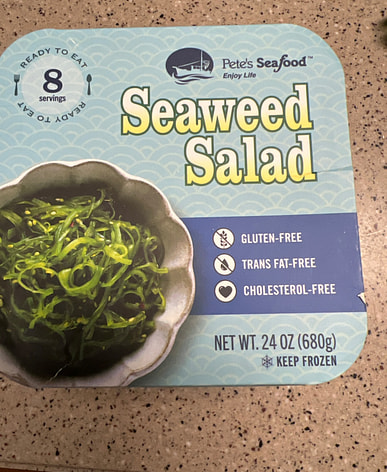 READY TO EAT
8
servings
READY TO EAT
Pete's Seafood™
Enjoy Life
Seaweed
Salad
GLUTEN-FREE
TRANS FAT-FREE
CHOLESTEROL-FREE
NET WT. 24 OZ (680g)
KEEP FROZEN